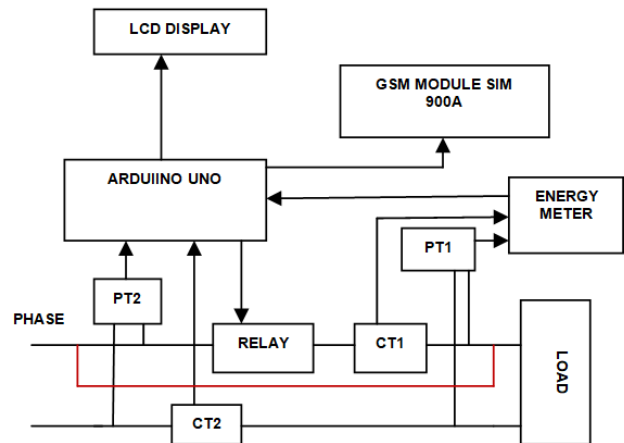 LCD DISPLAY
GSM MODULE SIM
900A
ARDUIINO UNO
ENERGY
METER
PT1
PT2
PHASE
RELAY
CT1
LOAD
CT2